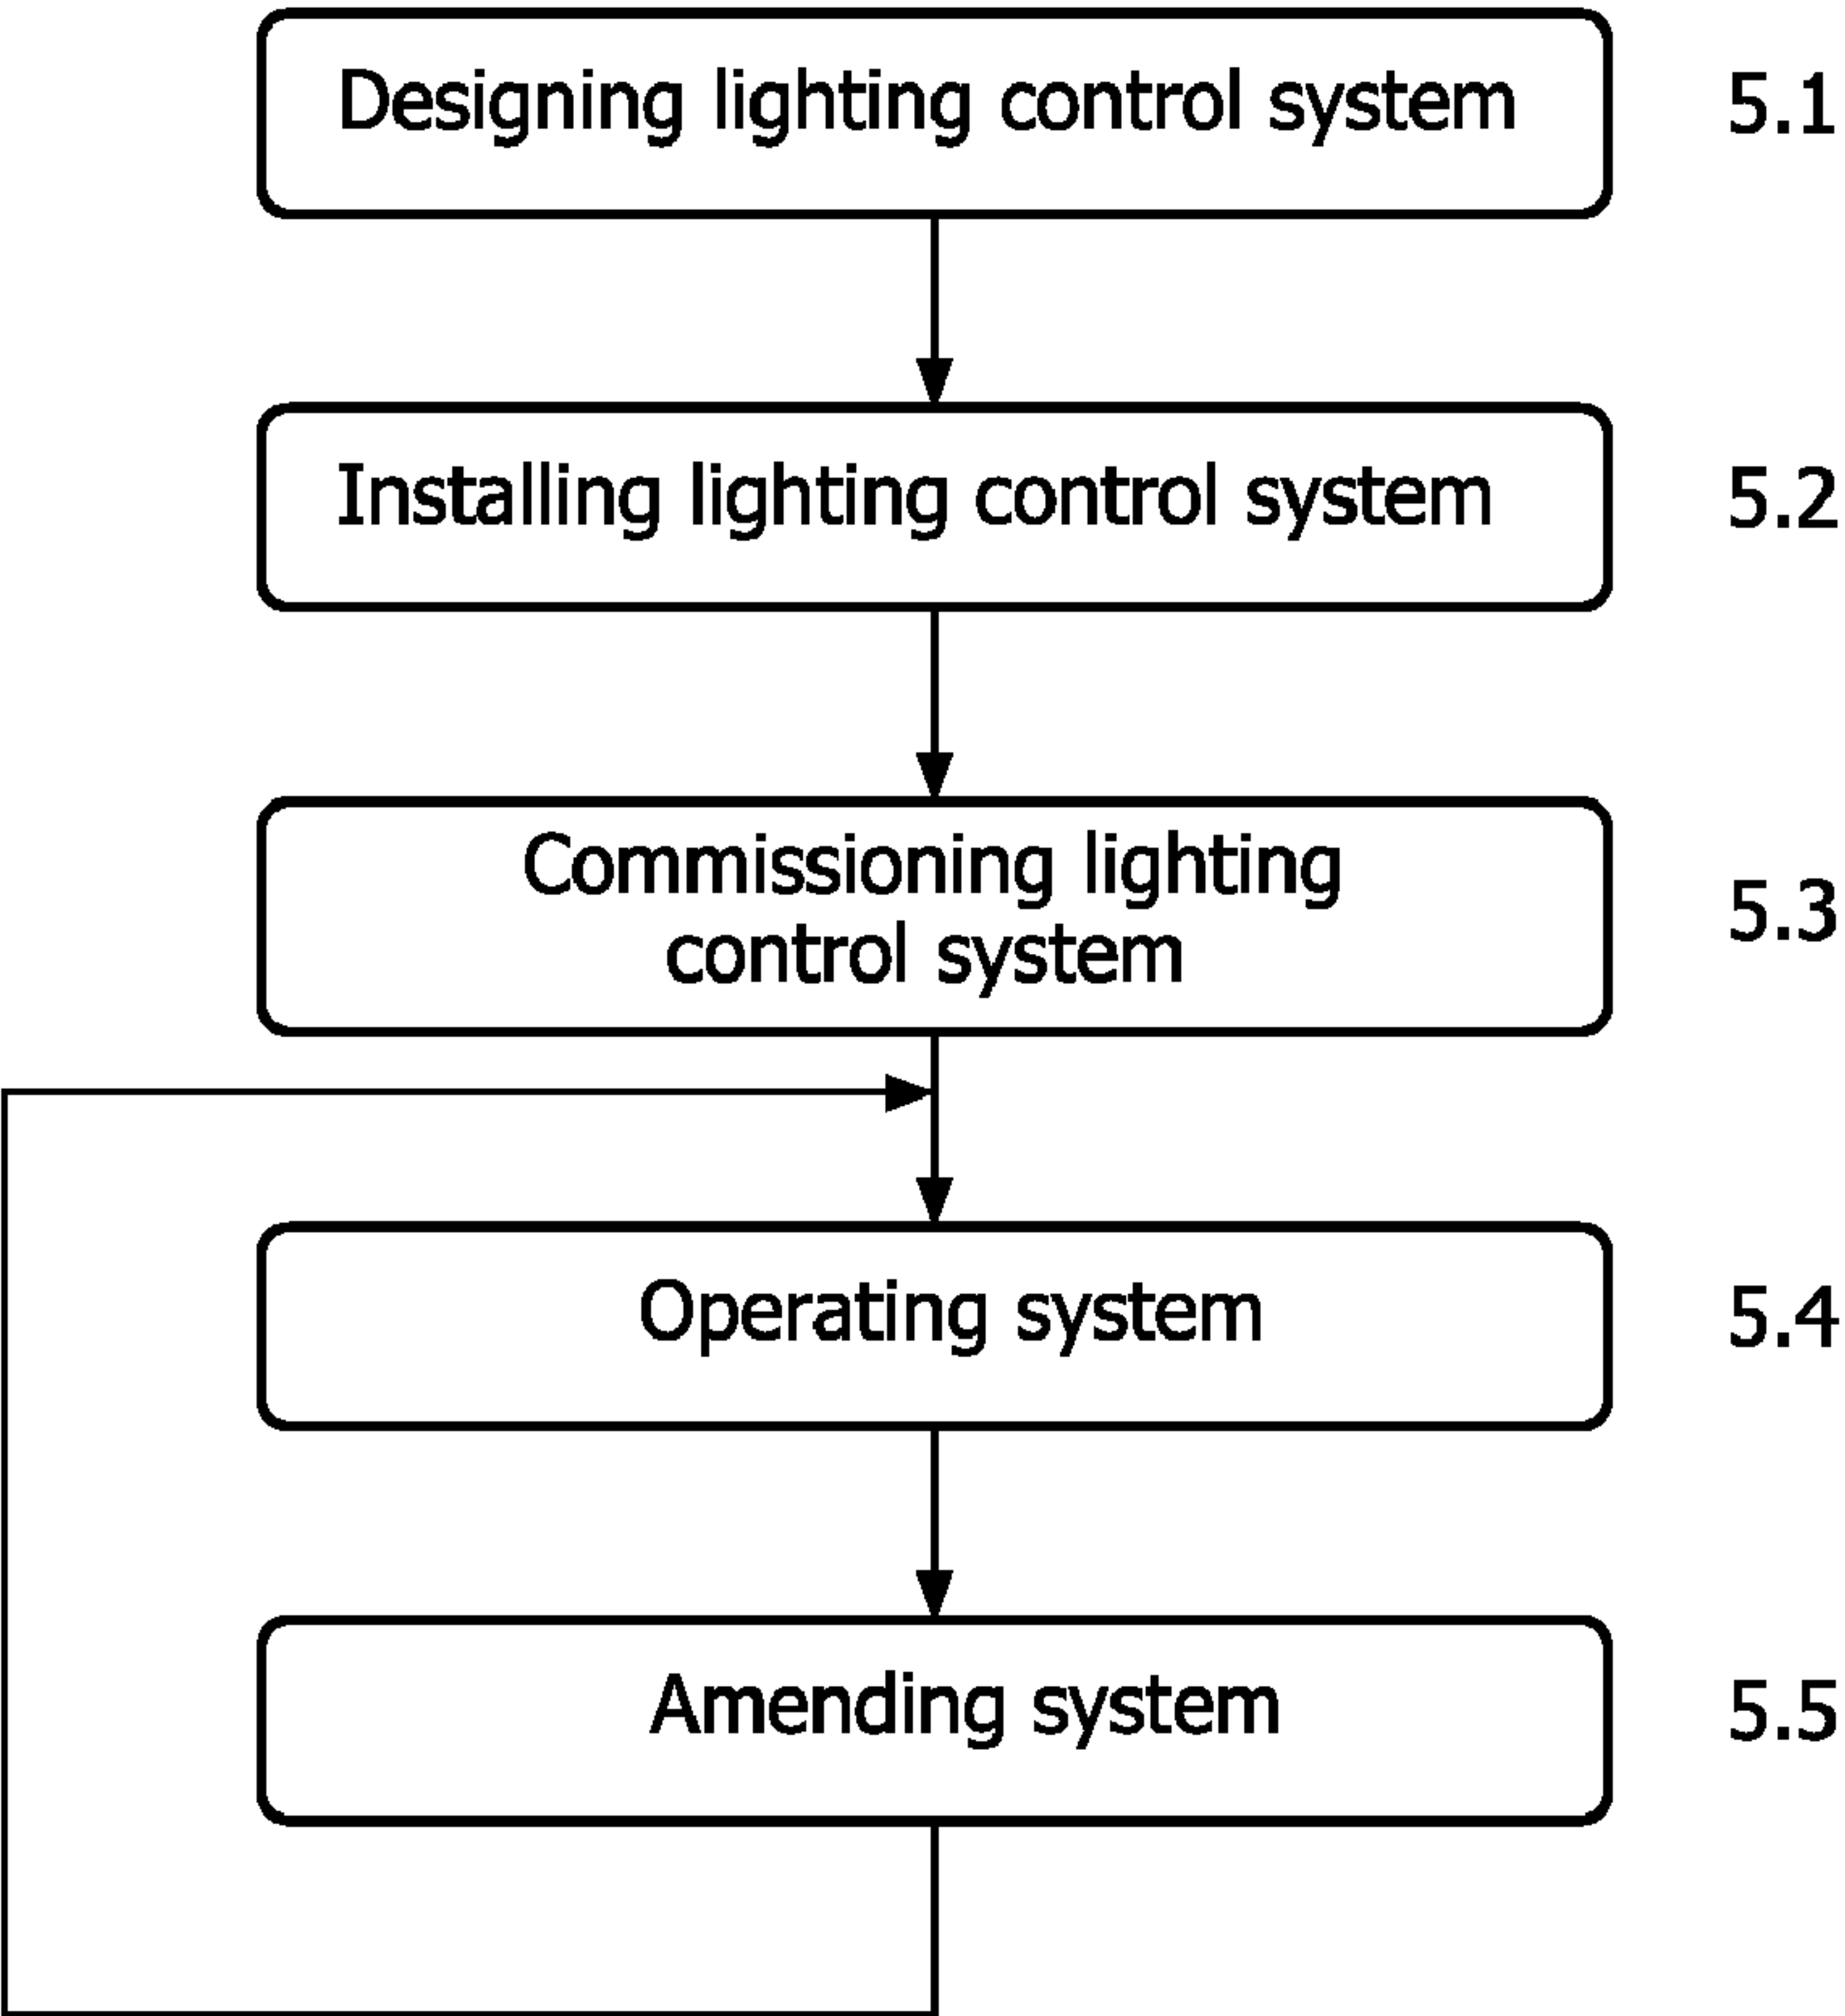 Designing lighting control system 5.1
Installing lighting control system 5.2
Commissioning lighting
control system 5.3
Operating system 5.4
Amending system 5.5